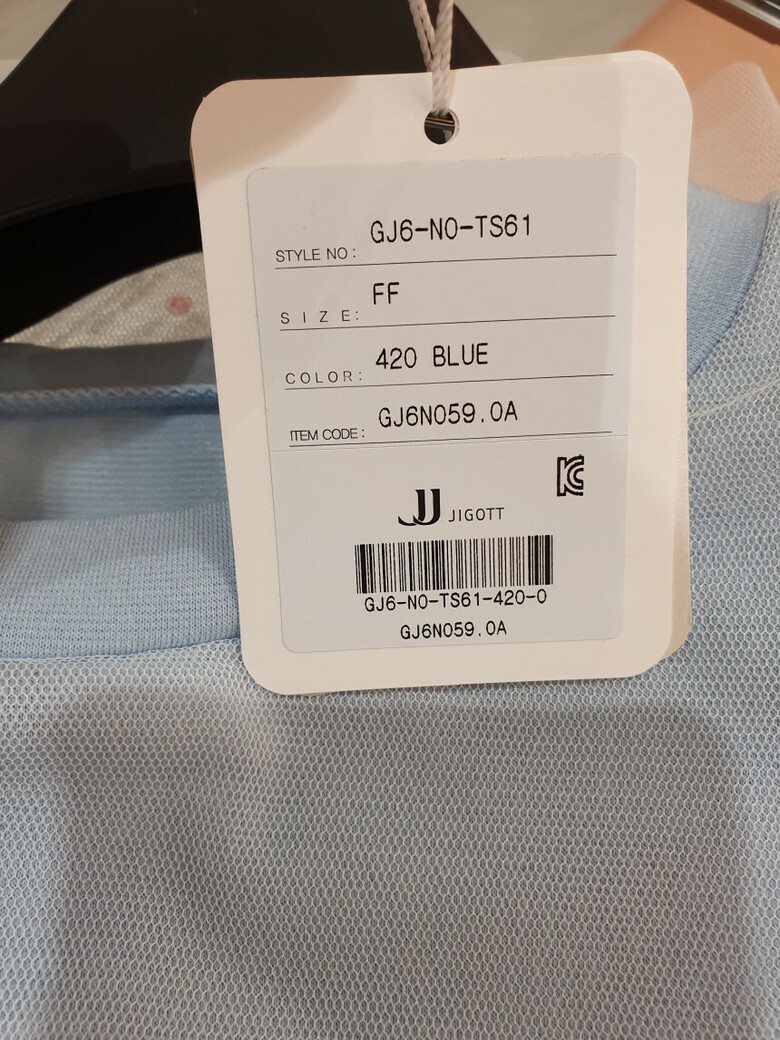 STYLE NO: GJ6-NO-TS61
SIZE: FF
COLOR: 420 BLUE
ITEM CODE: GJ6N059.0A
JJ JIGOTT
GJ6-NO-TS61-420-0
GJ6N059.0A